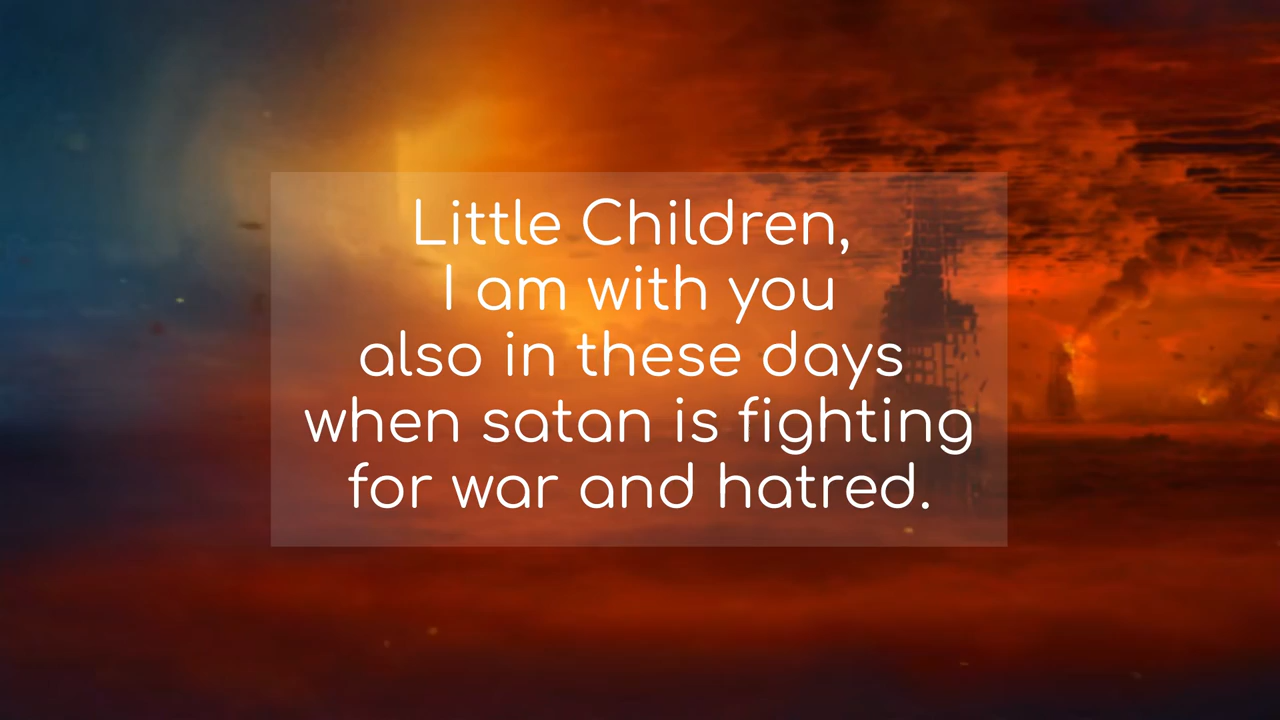 Little Children,
I am with you
also in these days
when satan is fighting
for war and hatred.